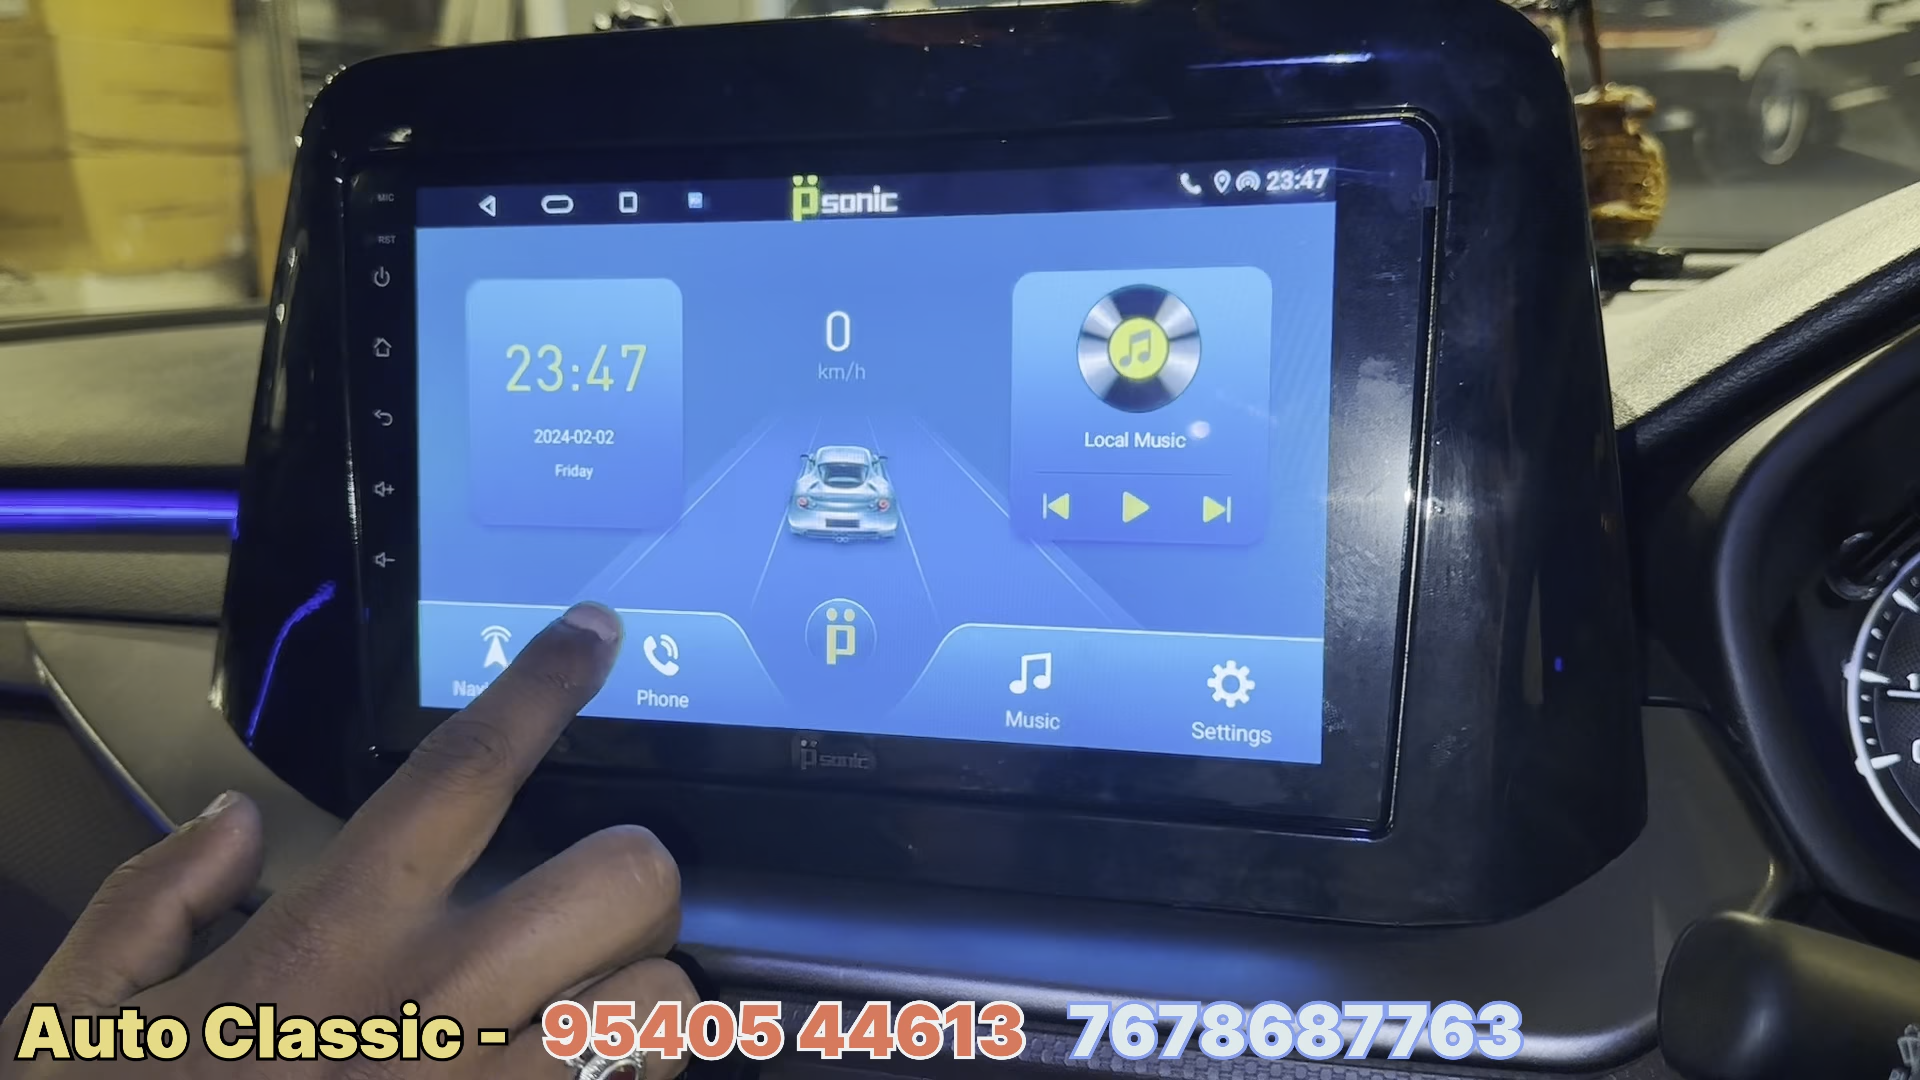 MIC
RST
psonic
23:47
23:47
2024-02-02
Friday
0
km/h
Local Music
p
Phone
Music
Settings
psonic
Auto Classic - 95405 44613 7678687763